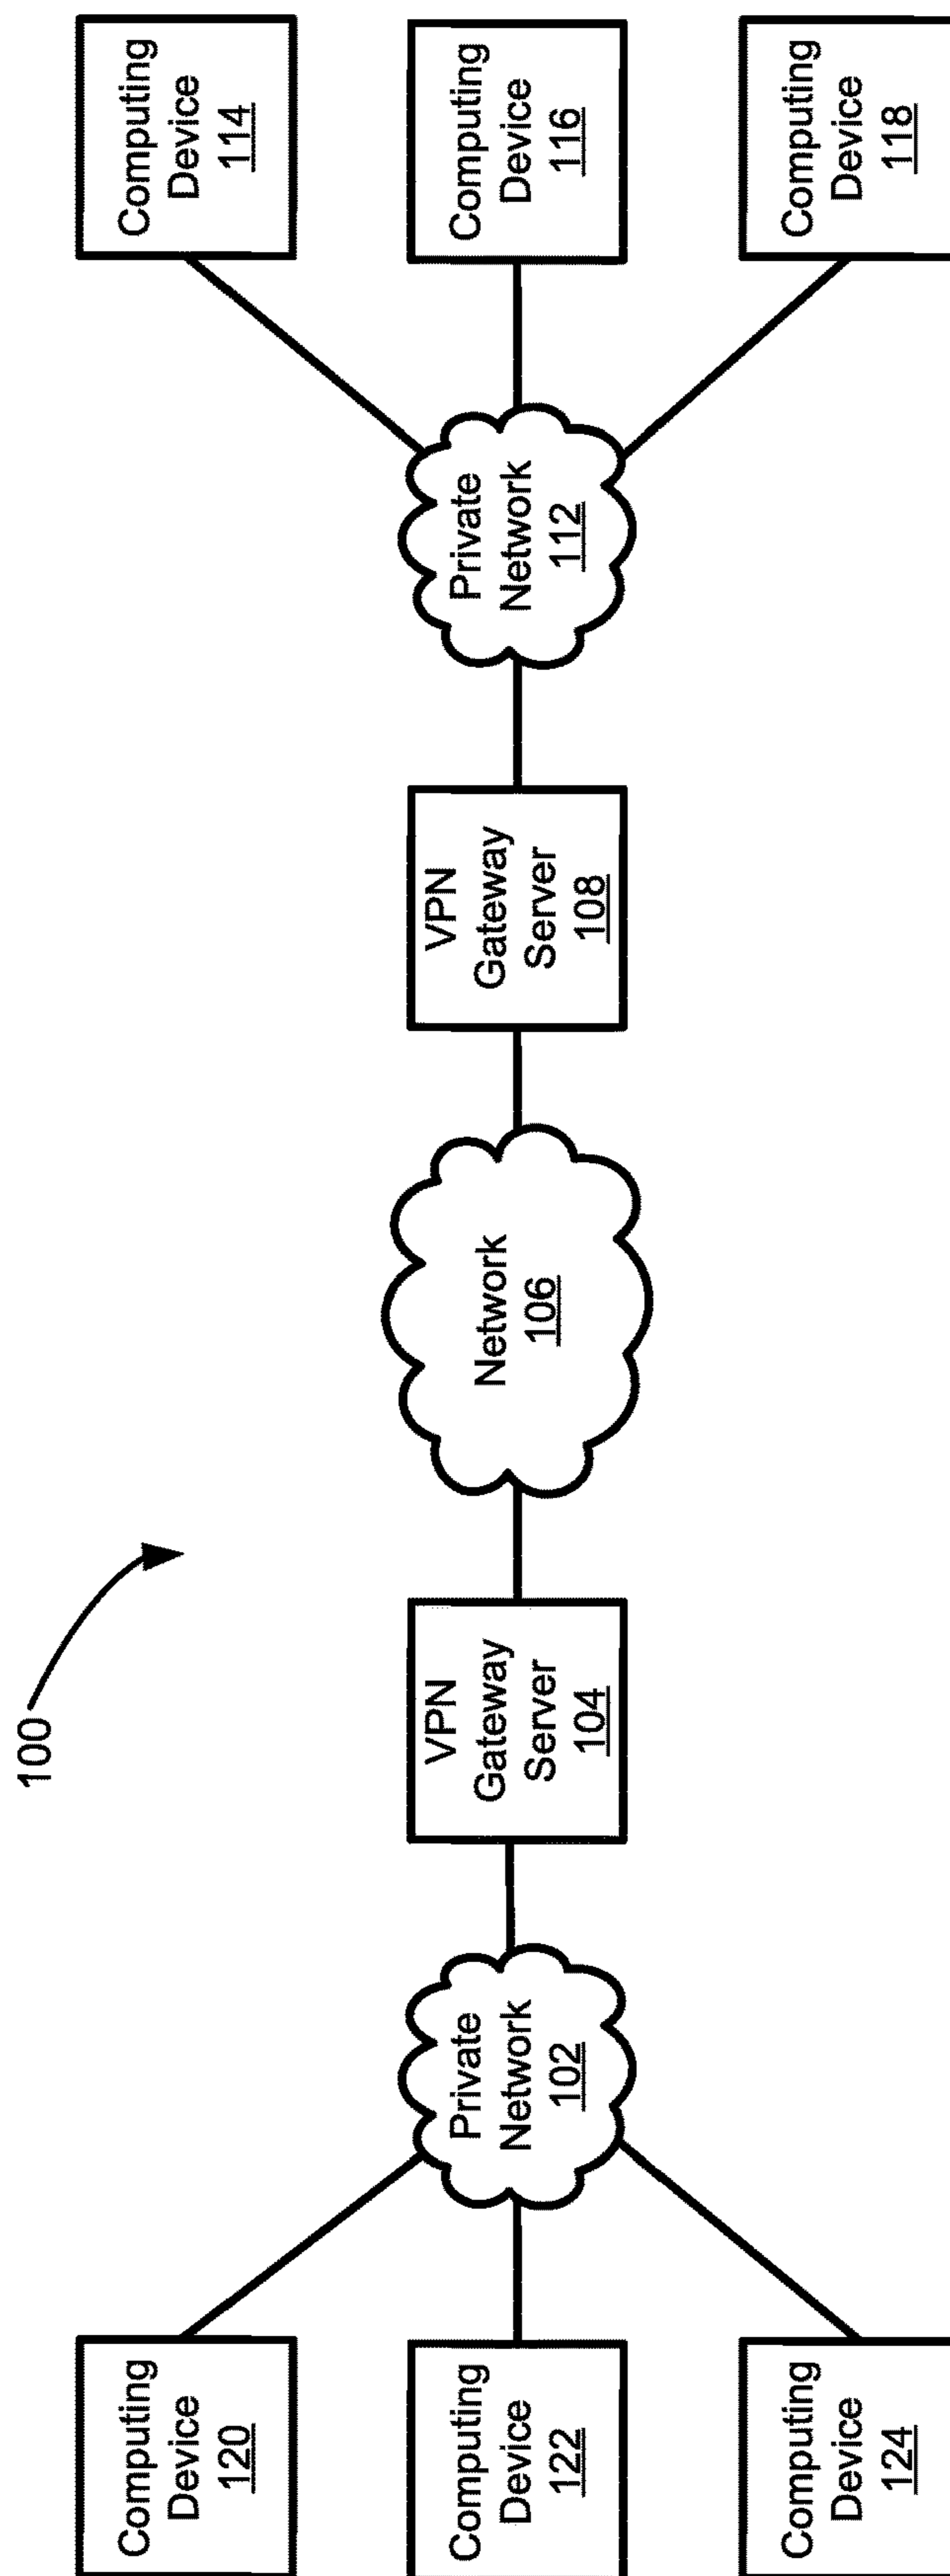 100
Computing
Device
120
Computing
Device
122
Computing
Device
124
Private
Network
102
VPN
Gateway
Server
104
Network
106
VPN
Gateway
Server
108
Private
Network
112
Computing
Device
114
Computing
Device
116
Computing
Device
118